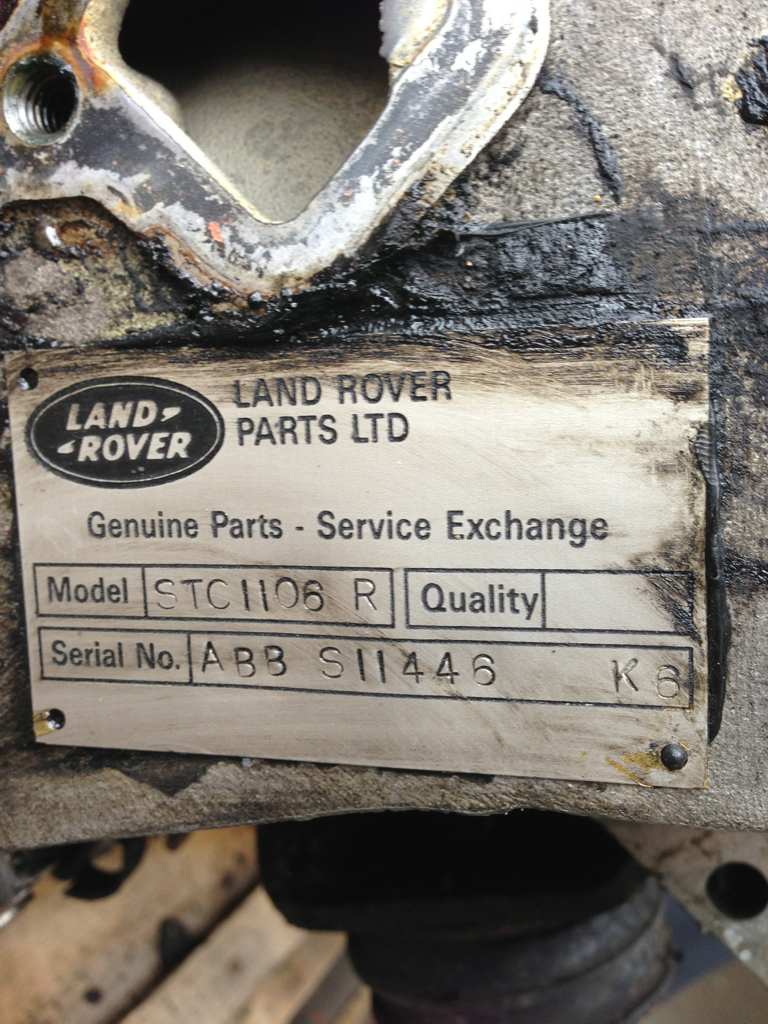 LAND
ROVER
LAND ROVER
PARTS LTD
Genuine Parts - Service Exchange
Model STC1106 R Quality
Serial No. ABB S11446 K6